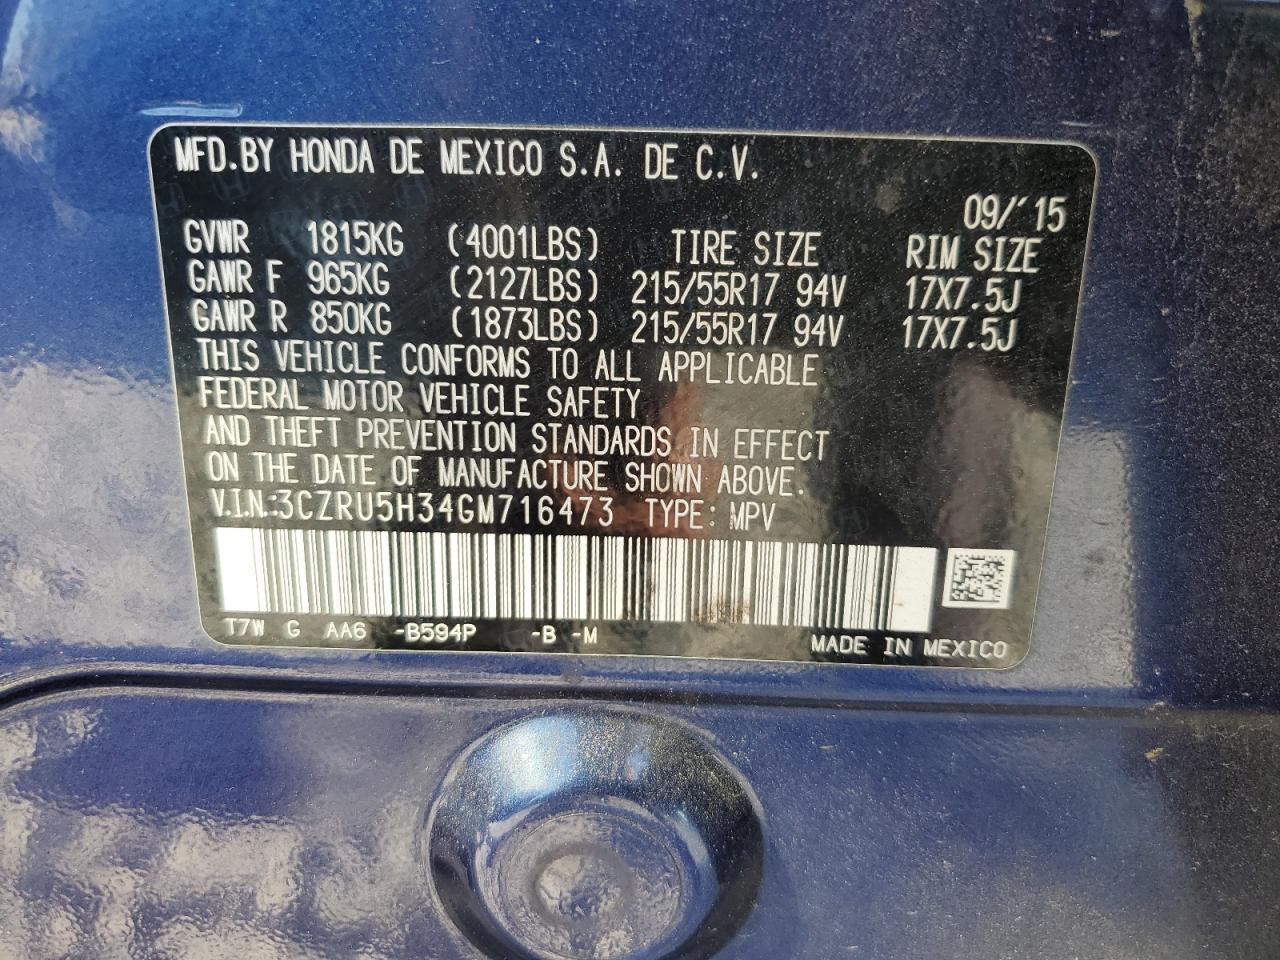 MFD.BY HONDA DE MEXICO S.A. DE C.V.
09/'15
GVWR 1815KG (4001LBS) TIRE SIZE RIM SIZE
GAWR F 965KG (2127LBS) 215/55R17 94V 17X7.5J
GAWR R 850KG (1873LBS) 215/55R17 94V 17X7.5J
THIS VEHICLE CONFORMS TO ALL APPLICABLE
FEDERAL MOTOR VEHICLE SAFETY
AND THEFT PREVENTION STANDARDS IN EFFECT
ON THE DATE OF MANUFACTURE SHOWN ABOVE.
V.I.N.:3CZRU5H34GM716473 TYPE: MPV
T7W G AA6 -B594P -B -M
MADE IN MEXICO